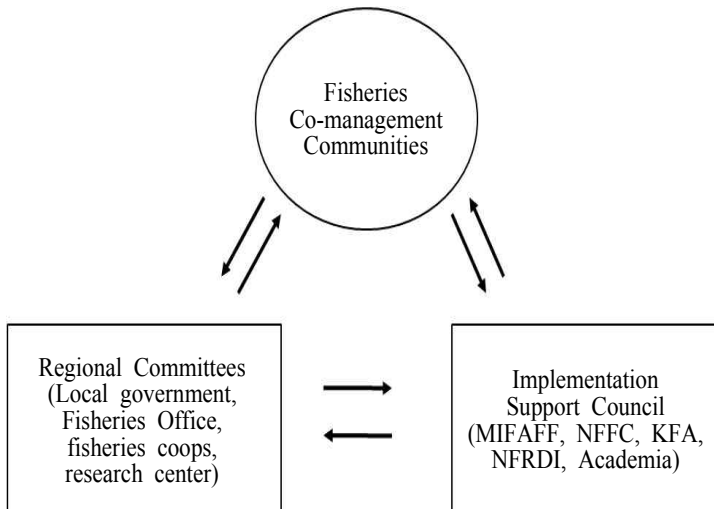 Fisheries
Co-management
Communities
Regional Committees
(Local government,
Fisheries Office,
fisheries coops,
research center)
Implementation
Support Council
(MIFAFF, NFFC, KFA,
NFRDI, Academia)